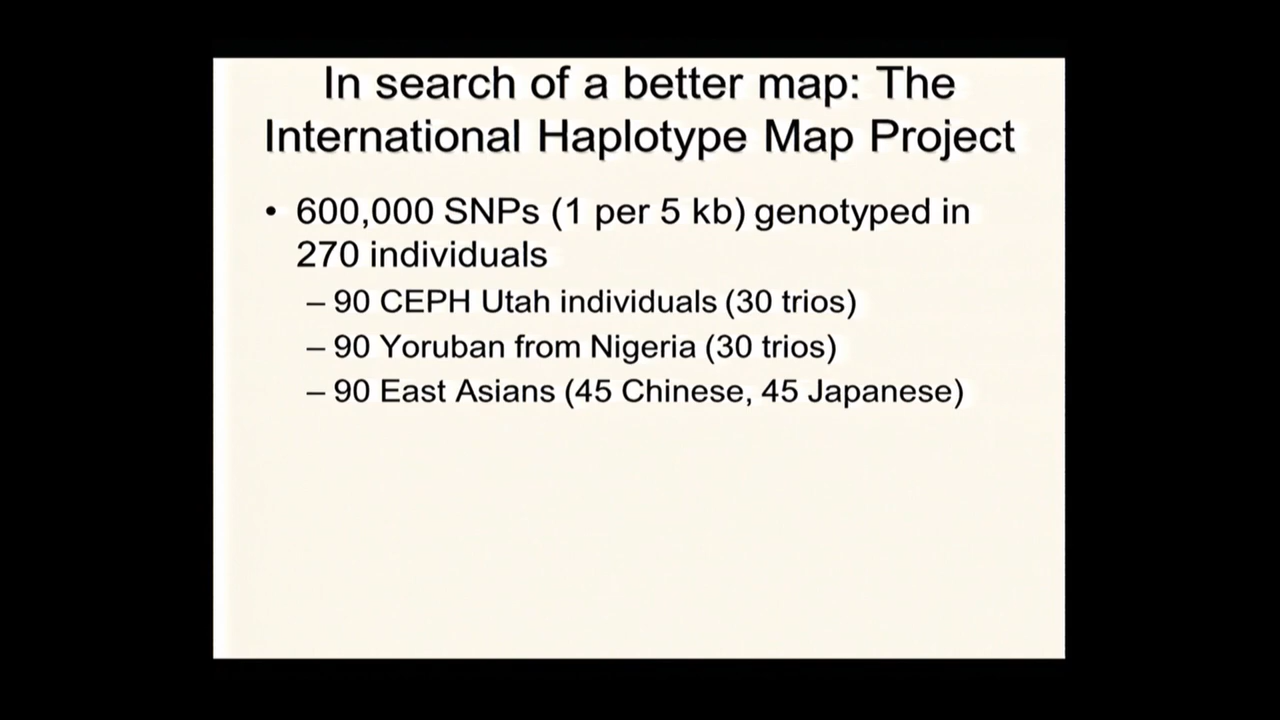 In search of a better map: The
International Haplotype Map Project
• 600,000 SNPs (1 per 5 kb) genotyped in
270 individuals
– 90 CEPH Utah individuals (30 trios)
– 90 Yoruban from Nigeria (30 trios)
– 90 East Asians (45 Chinese, 45 Japanese)